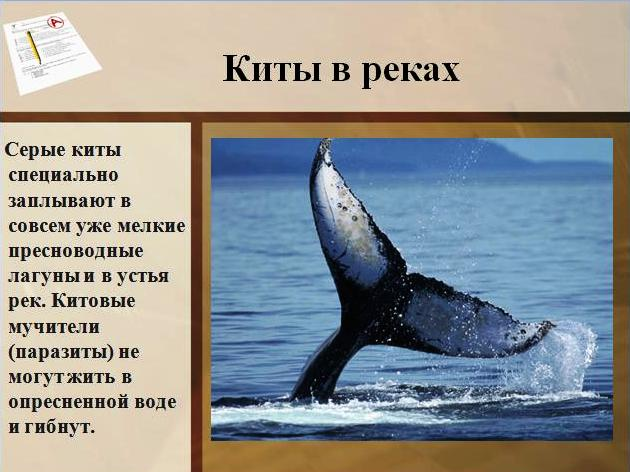 Киты в реках
Серые киты
специально
заплывают в
совсем уже мелкие
пресноводные
лагуны и в устья
рек. Китовые
мучители
(паразиты) не
могут жить в
опресненной воде
и гибнут.